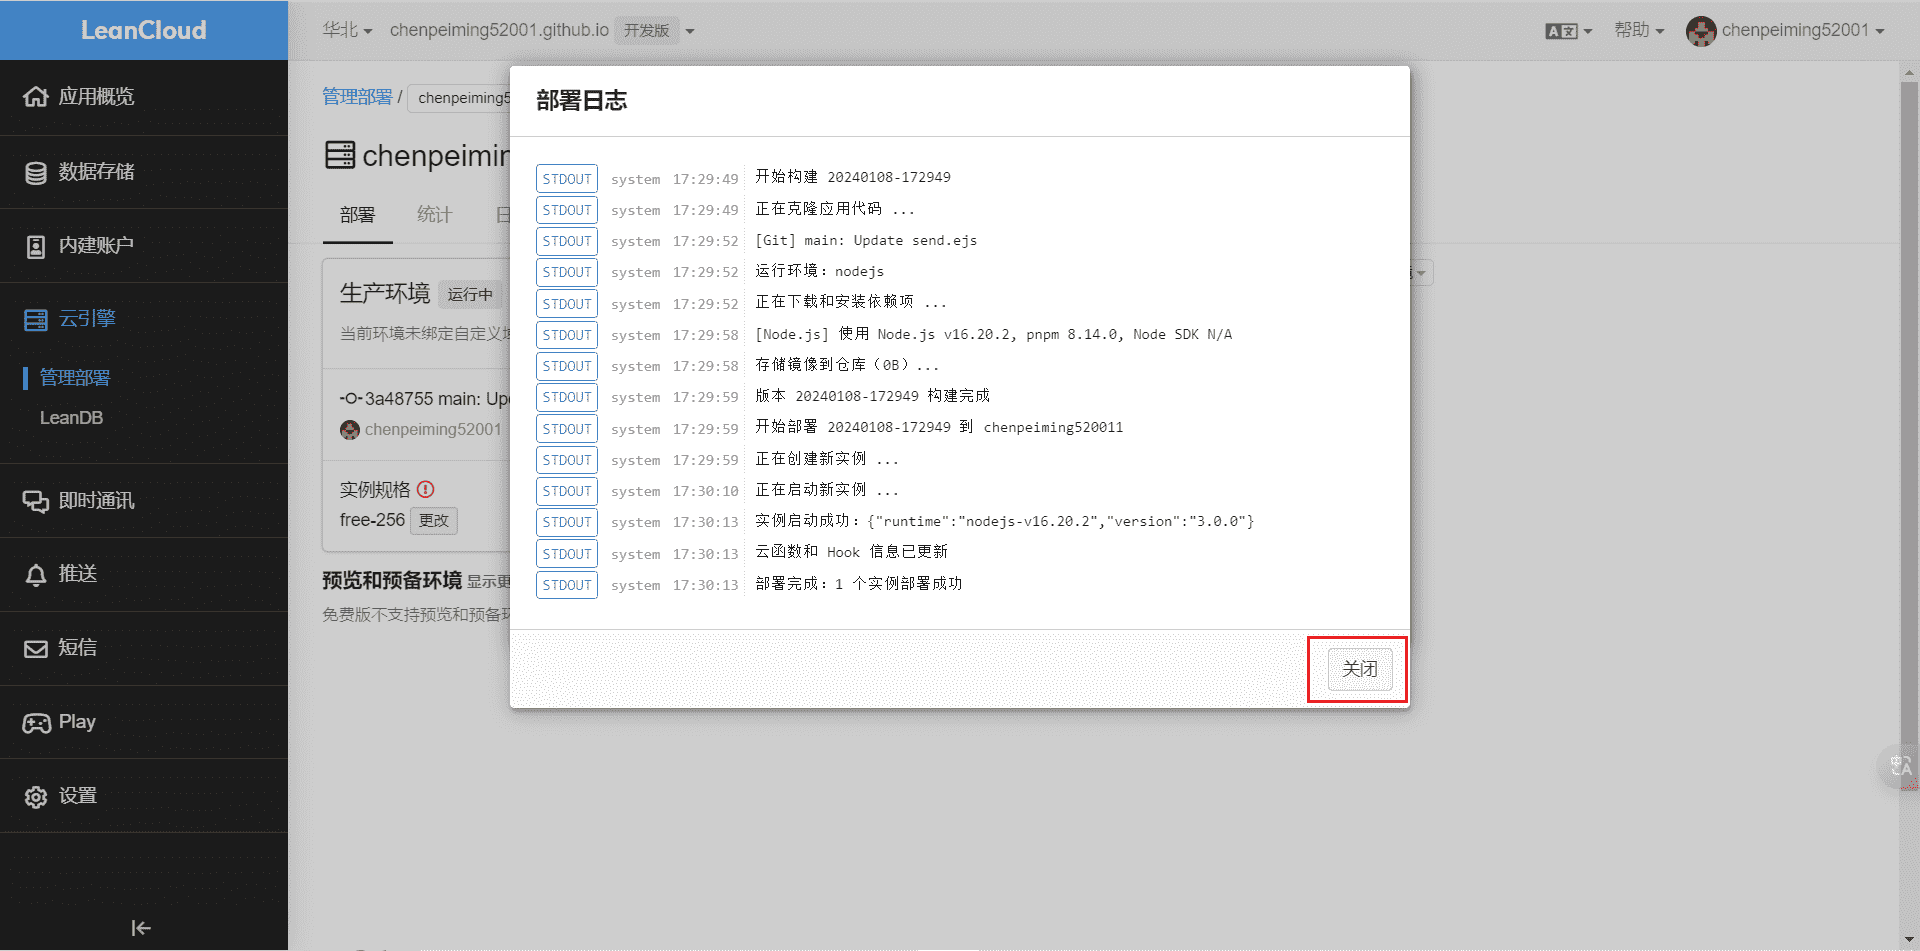 LeanCloud
华北
chenpeiming52001.github.io 开发版
帮助
chenpeiming52001
应用概览
数据存储
内建账户
云引擎
管理部署
LeanDB
即时通讯
推送
短信
Play
设置
管理部署 / chenpeiming5
chenpeimin
部署 统计
生产环境 运行中
当前环境未绑定自定义
3a48755 main: Up
chenpeiming52001
实例规格
free-256 更改
预览和预备环境 显示
免费版不支持预览和预备
部署日志
STDOUT system 17:29:49 开始构建 20240108-172949
STDOUT system 17:29:49 正在克隆应用代码 ...
STDOUT system 17:29:52 [Git] main: Update send.ejs
STDOUT system 17:29:52 运行环境：nodejs
STDOUT system 17:29:52 正在下载和安装依赖项 ...
STDOUT system 17:29:58 [Node.js] 使用 Node.js v16.20.2, pnpm 8.14.0, Node SDK N/A
STDOUT system 17:29:58 存储镜像到仓库（0B）...
STDOUT system 17:29:59 版本 20240108-172949 构建完成
STDOUT system 17:29:59 开始部署 20240108-172949 到 chenpeiming520011
STDOUT system 17:29:59 正在创建新实例 ...
STDOUT system 17:30:10 正在启动新实例 ...
STDOUT system 17:30:13 实例启动成功：{"runtime":"nodejs-v16.20.2","version":"3.0.0"}
STDOUT system 17:30:13 云函数和 Hook 信息已更新
STDOUT system 17:30:13 部署完成：1 个实例部署成功
关闭